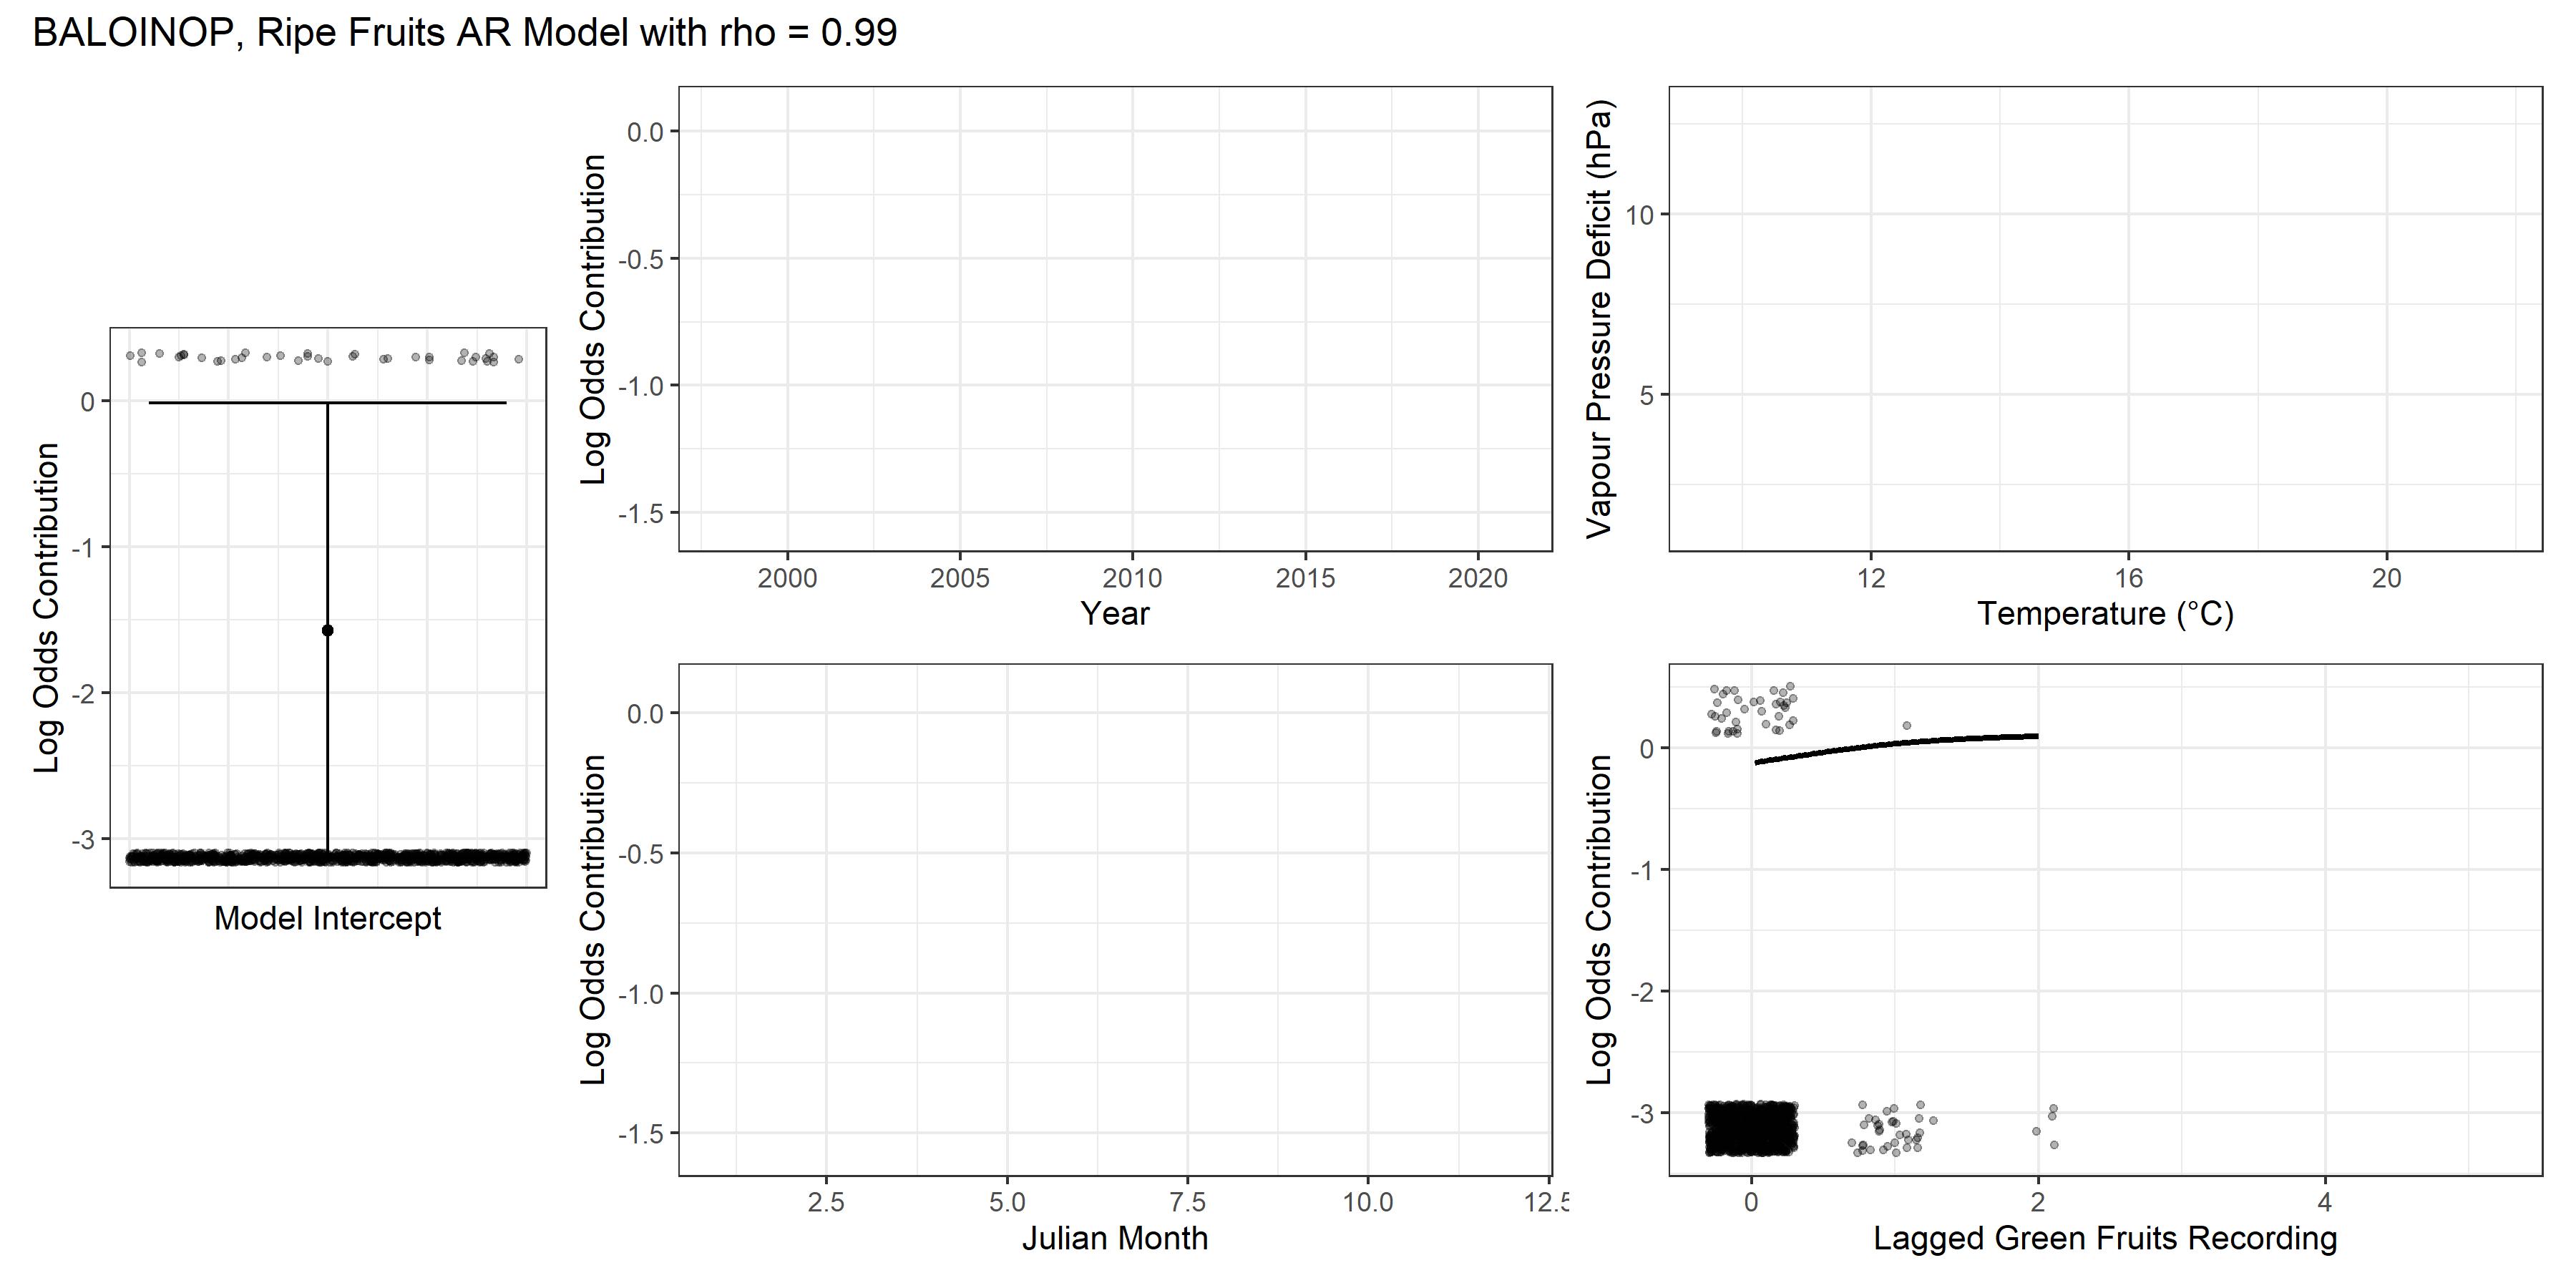 BALOINOP, Ripe Fruits AR Model with rho = 0.99
Log Odds Contribution
0
-1
-2
-3
Model Intercept
Log Odds Contribution
0.0
-0.5
-1.0
-1.5
2000 2005 2010 2015 2020
Year
Vapour Pressure Deficit (hPa)
10
5
12 16 20
Temperature (°C)
Log Odds Contribution
0.0
-0.5
-1.0
-1.5
2.5 5.0 7.5 10.0 12.5
Julian Month
Log Odds Contribution
0
-1
-2
-3
0 2 4
Lagged Green Fruits Recording